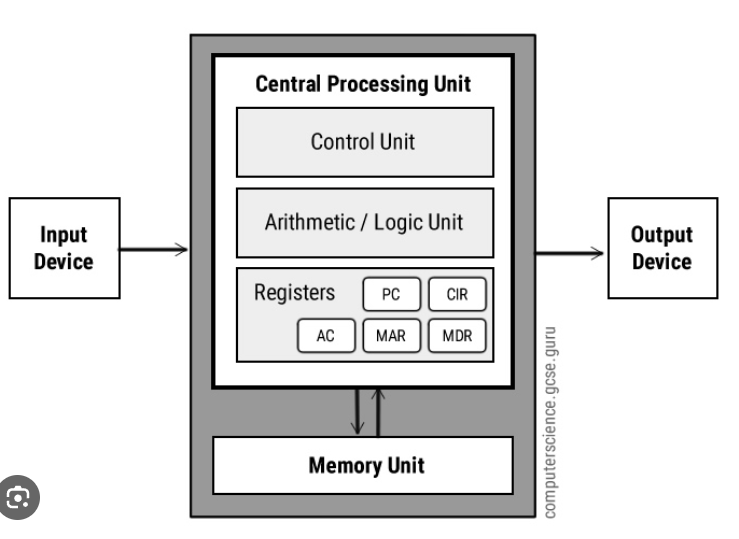 Central Processing Unit
Control Unit
Arithmetic / Logic Unit
Input
Device
Output
Device
Registers
PC
CIR
AC
MAR
MDR
Memory Unit
computerscience.gcse.guru